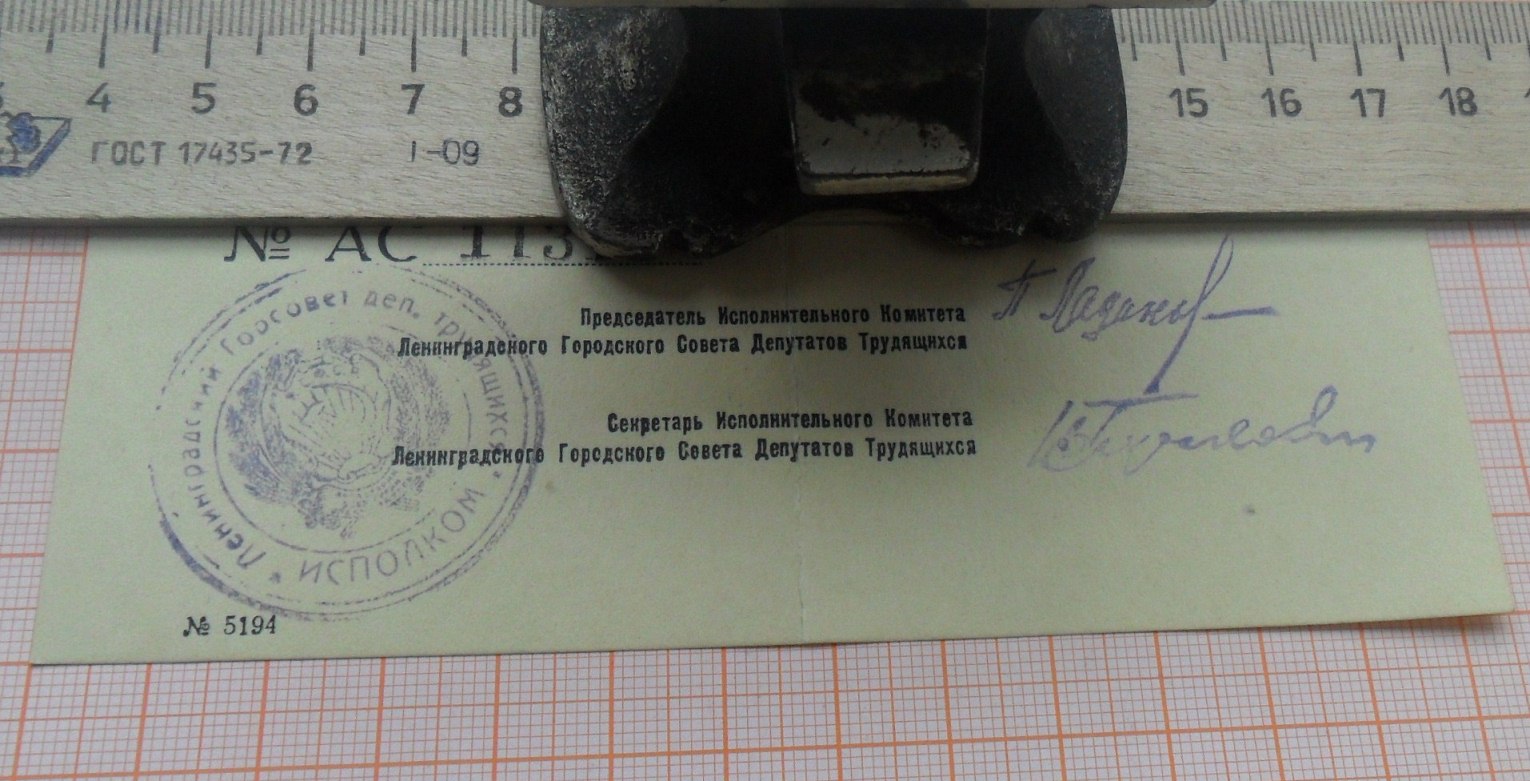 4 5 6 7 8 15 16 17 18
ГОСТ 17435-72 1-09
№ АС 113
Ленинградский Горсовет деп. трудящихся
* ИСПОЛКОМ *
Председатель Исполнительного Комитета
Ленинградского Городского Совета Депутатов Трудящихся
Секретарь Исполнительного Комитета
Ленинградского Городского Совета Депутатов Трудящихся
№ 5194